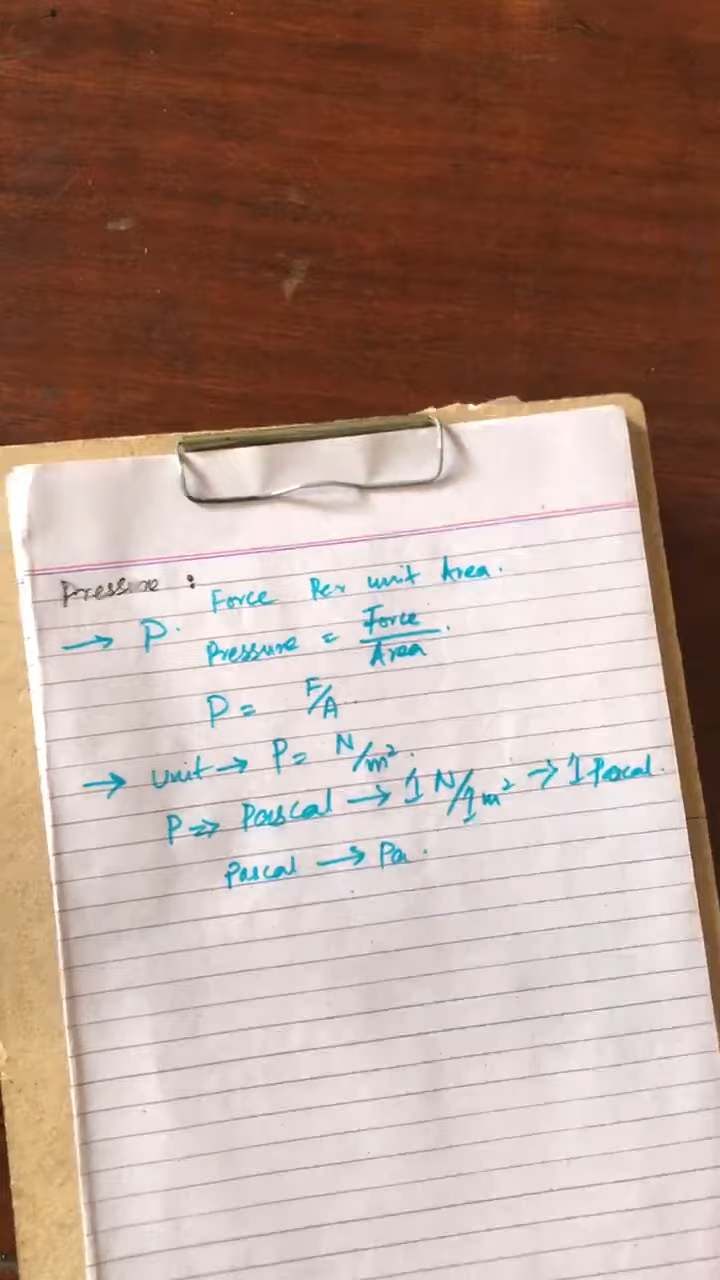 Pressure : Force Per unit Area.
→ P. Pressure = Force/Area.
P = F/A.
→ Unit → P = N/m².
P ⇒ Pascal → 1 N/1m² → 1 Pascal.
Pascal → Pa.